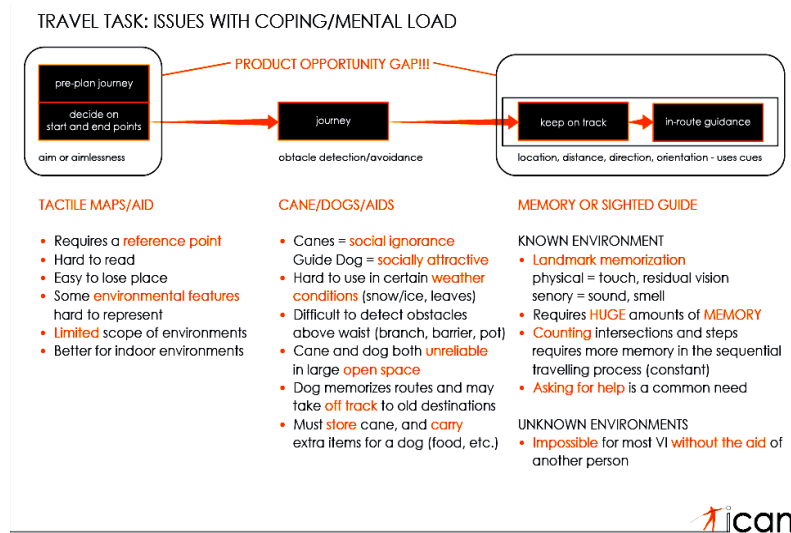 TRAVEL TASK: ISSUES WITH COPING/MENTAL LOAD
PRODUCT OPPORTUNITY GAP!!!
pre-plan journey
decide on
start and end points
journey
keep on track
in-route guidance
aim or aimlessness
obstacle detection/avoidance
location, distance, direction, orientation - uses cues
TACTILE MAPS/AID
• Requires a reference point
• Hard to read
• Easy to lose place
• Some environmental features
hard to represent
• Limited scope of environments
• Better for indoor environments
CANE/DOGS/AIDS
• Canes = social ignorance
Guide Dog = socially attractive
• Hard to use in certain weather
conditions (snow/ice, leaves)
• Difficult to detect obstacles
above waist (branch, barrier, pot)
• Cane and dog both unreliable
in large open space
• Dog memorizes routes and may
take off track to old destinations
• Must store cane, and carry
extra items for a dog (food, etc.)
MEMORY OR SIGHTED GUIDE
KNOWN ENVIRONMENT
• Landmark memorization
physical = touch, residual vision
senory = sound, smell
• Requires HUGE amounts of MEMORY
• Counting intersections and steps
requires more memory in the sequential
travelling process (constant)
• Asking for help is a common need
UNKNOWN ENVIRONMENTS
• Impossible for most VI without the aid of
another person
ican